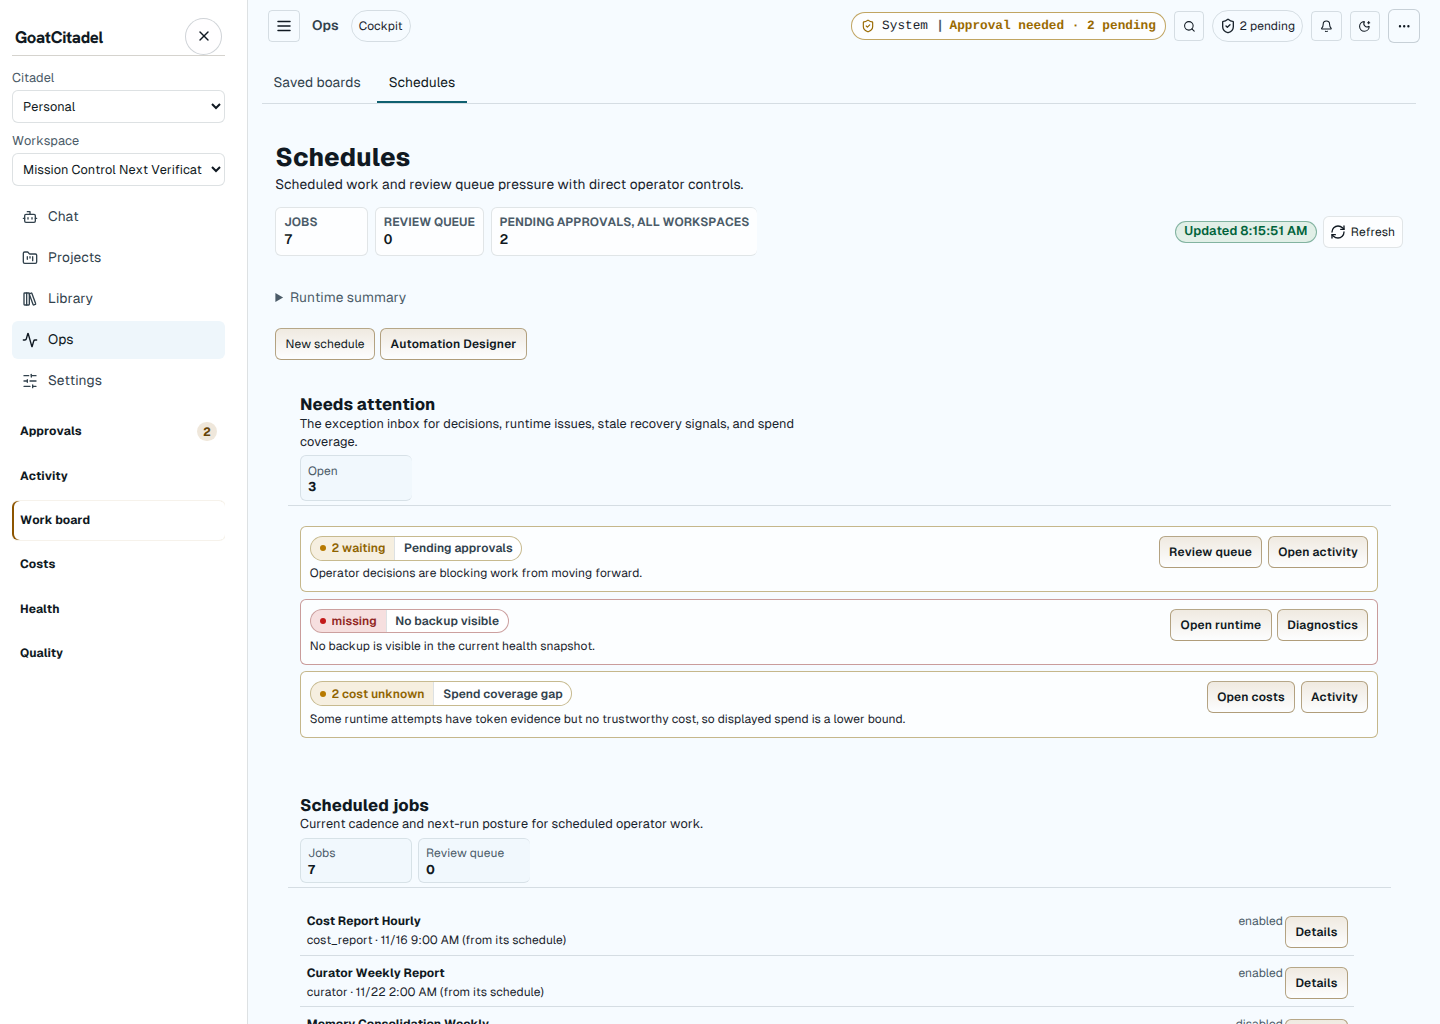 GoatCitadel
Citadel
Personal
Workspace
Mission Control Next Verificat
Chat
Projects
Library
Ops
Settings
Approvals 2
Activity
Work board
Costs
Health
Quality
Ops Cockpit
System | Approval needed · 2 pending
2 pending
Saved boards Schedules
Schedules
Scheduled work and review queue pressure with direct operator controls.
JOBS
7
REVIEW QUEUE
0
PENDING APPROVALS, ALL WORKSPACES
2
Updated 8:15:51 AM
Refresh
Runtime summary
New schedule Automation Designer
Needs attention
The exception inbox for decisions, runtime issues, stale recovery signals, and spend
coverage.
Open
3
2 waiting Pending approvals
Operator decisions are blocking work from moving forward.
Review queue Open activity
missing No backup visible
No backup is visible in the current health snapshot.
Open runtime Diagnostics
2 cost unknown Spend coverage gap
Some runtime attempts have token evidence but no trustworthy cost, so displayed spend is a lower bound.
Open costs Activity
Scheduled jobs
Current cadence and next-run posture for scheduled operator work.
Jobs
7
Review queue
0
Cost Report Hourly
cost_report · 11/16 9:00 AM (from its schedule)
enabled Details
Curator Weekly Report
curator · 11/22 2:00 AM (from its schedule)
enabled Details
Memory Consolidation Weekly
disabled